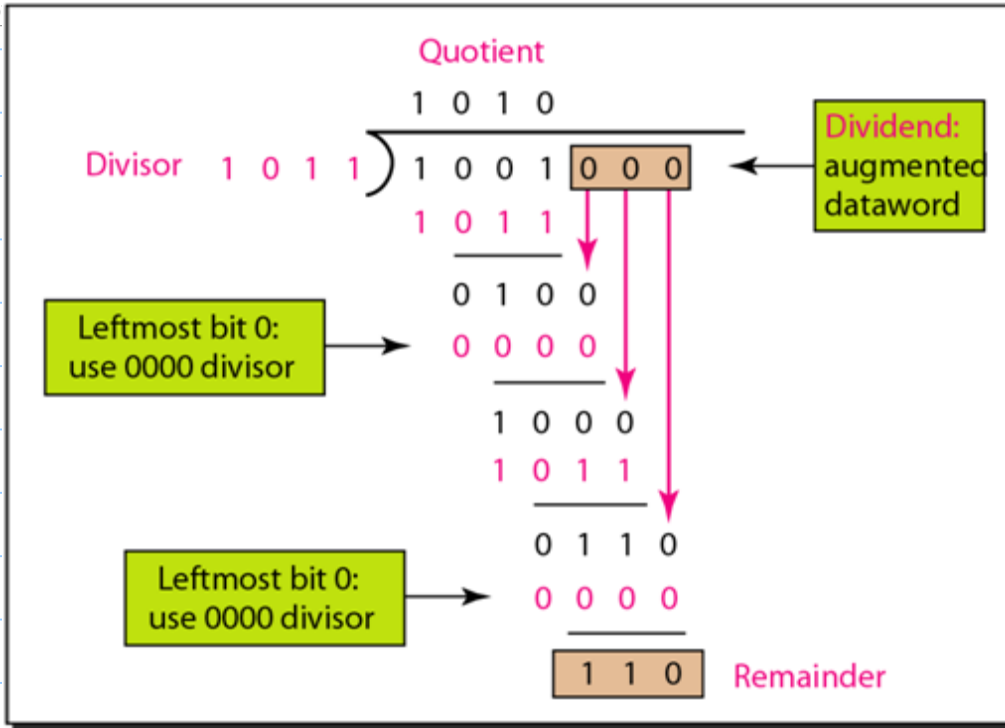 Quotient
1 0 1 0
Dividend:
augmented
dataword
Divisor 1 0 1 1 1 0 0 1 0 0 0
1 0 1 1
0 1 0 0
Leftmost bit 0:
use 0000 divisor
0 0 0 0
1 0 0 0
1 0 1 1
0 1 1 0
Leftmost bit 0:
use 0000 divisor
0 0 0 0
1 1 0 Remainder